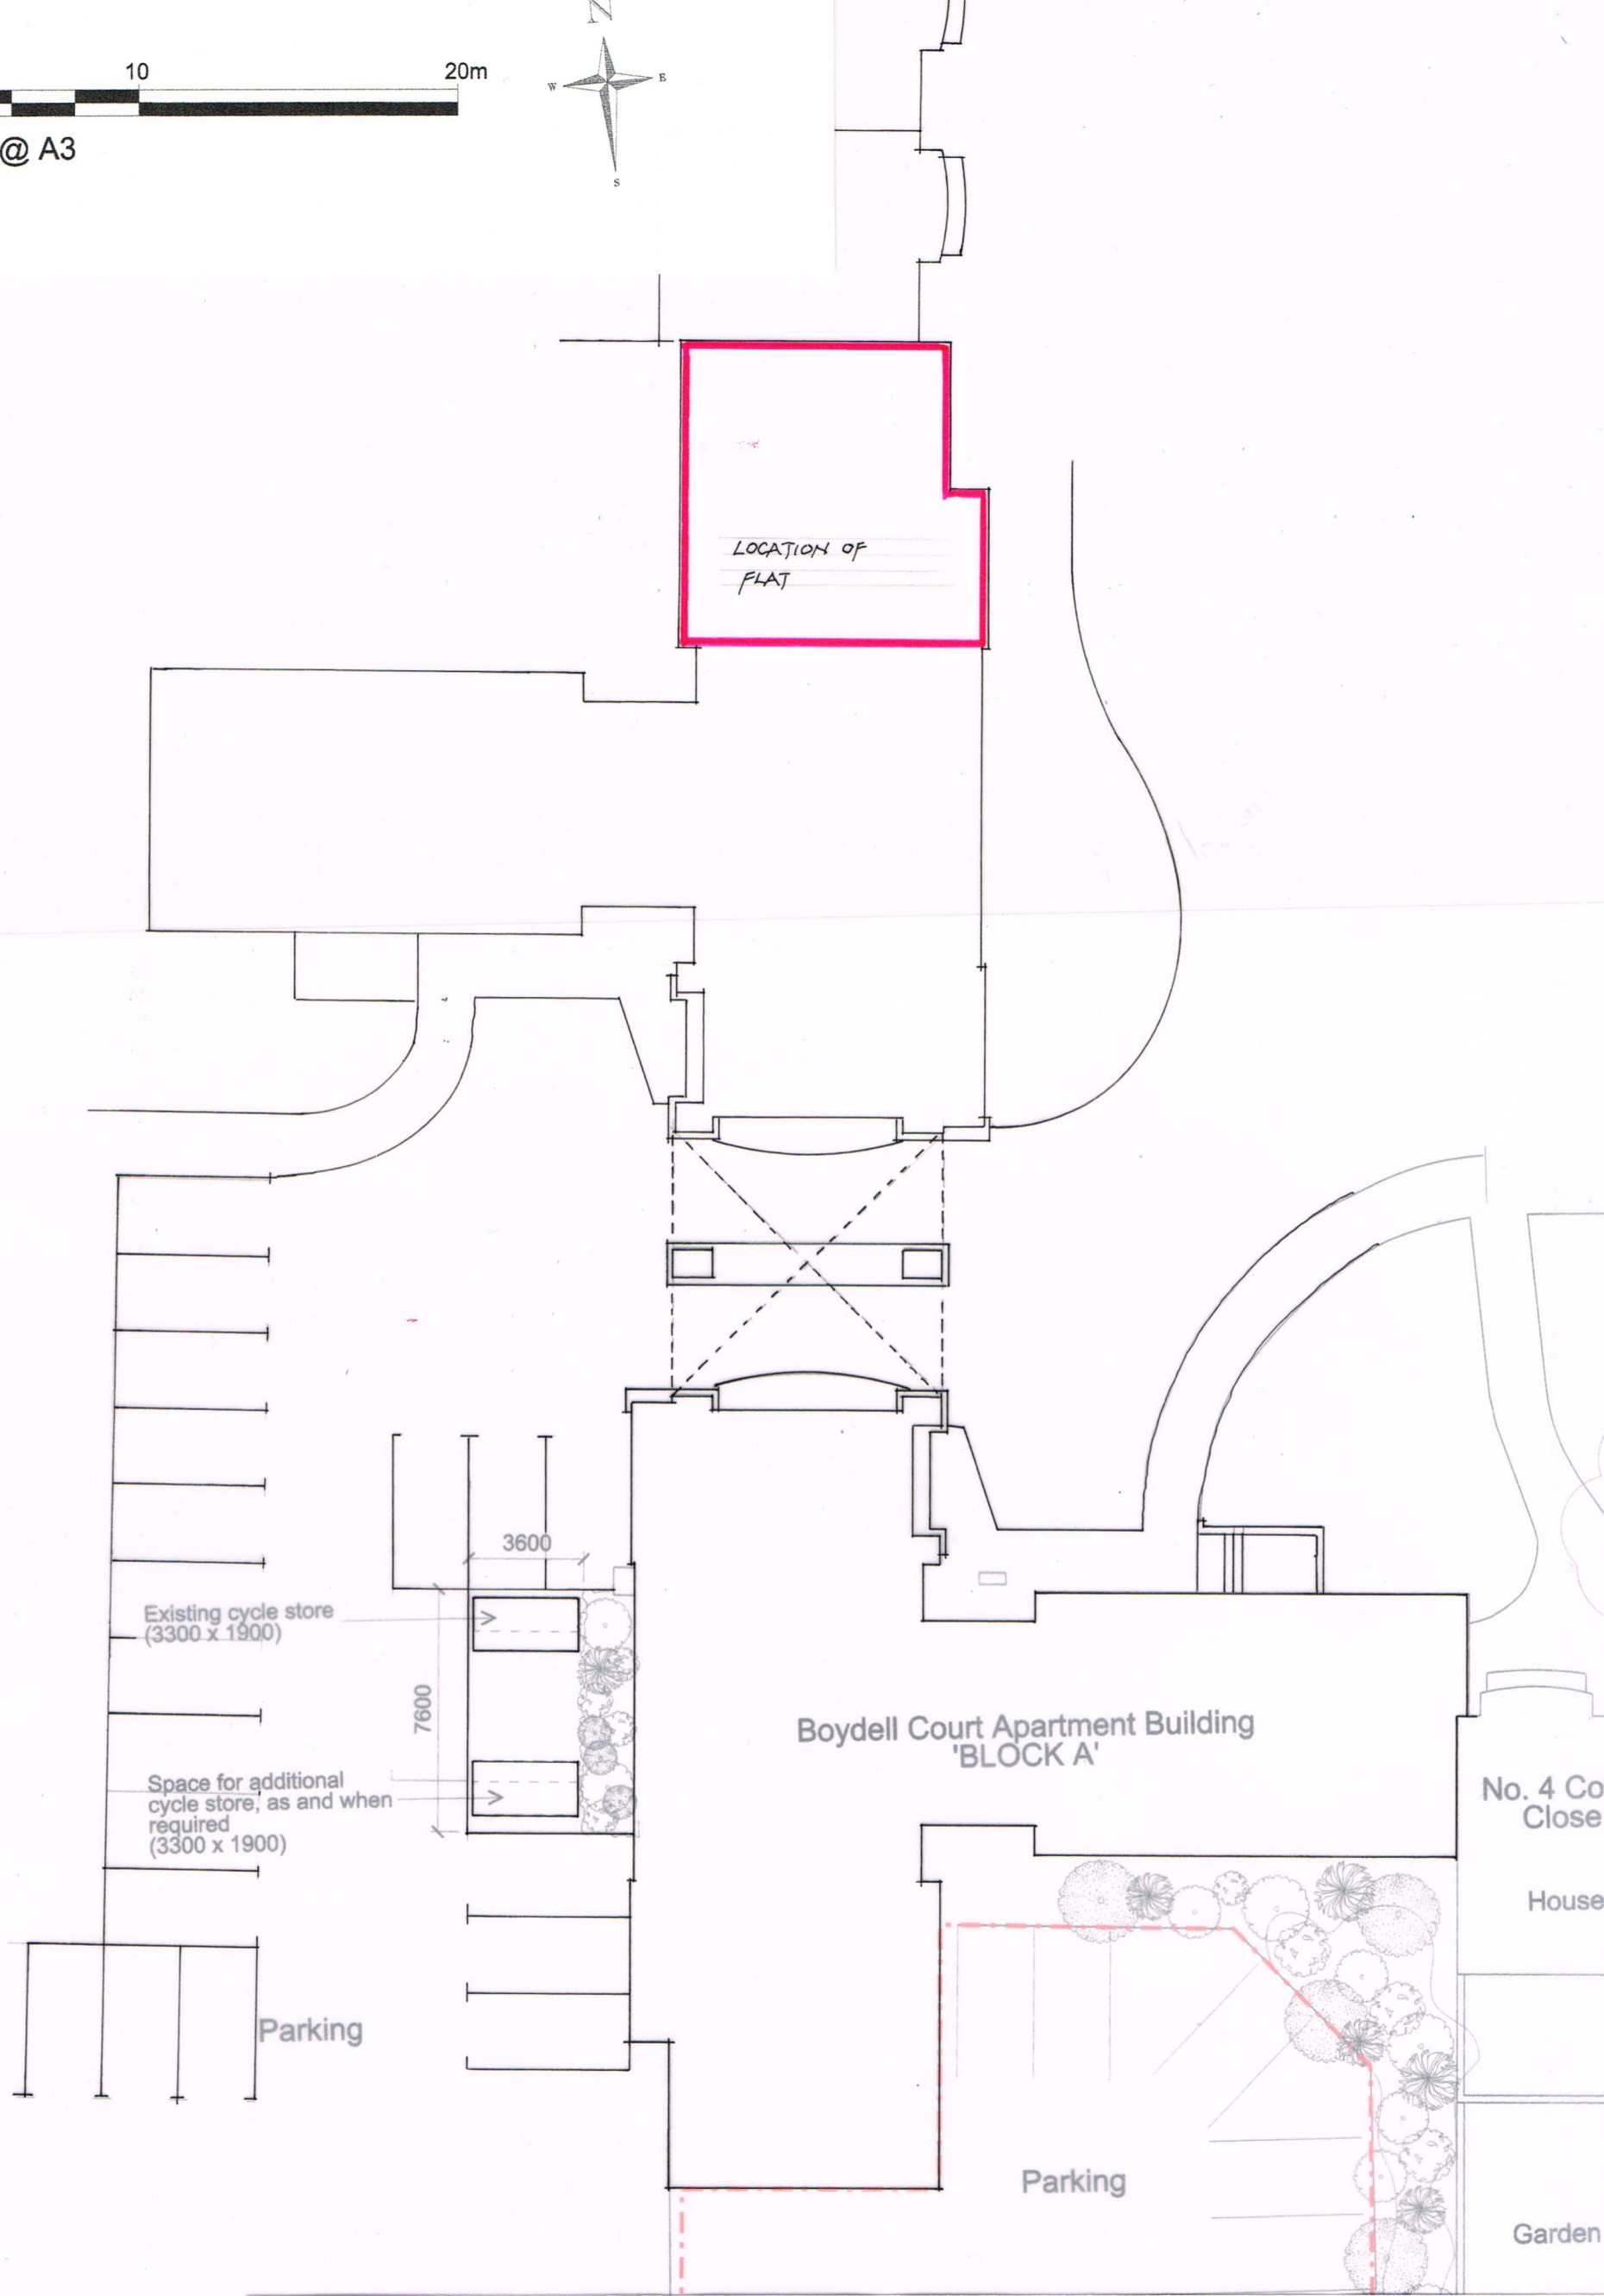 N
10 20m
W E
@ A3
S
LOCATION OF
FLAT
3600
Existing cycle store
(3300 x 1900)
7600
Boydell Court Apartment Building
'BLOCK A'
Space for additional
cycle store, as and when
required
(3300 x 1900)
No. 4 Co
Close
House
Parking
Parking
Garden